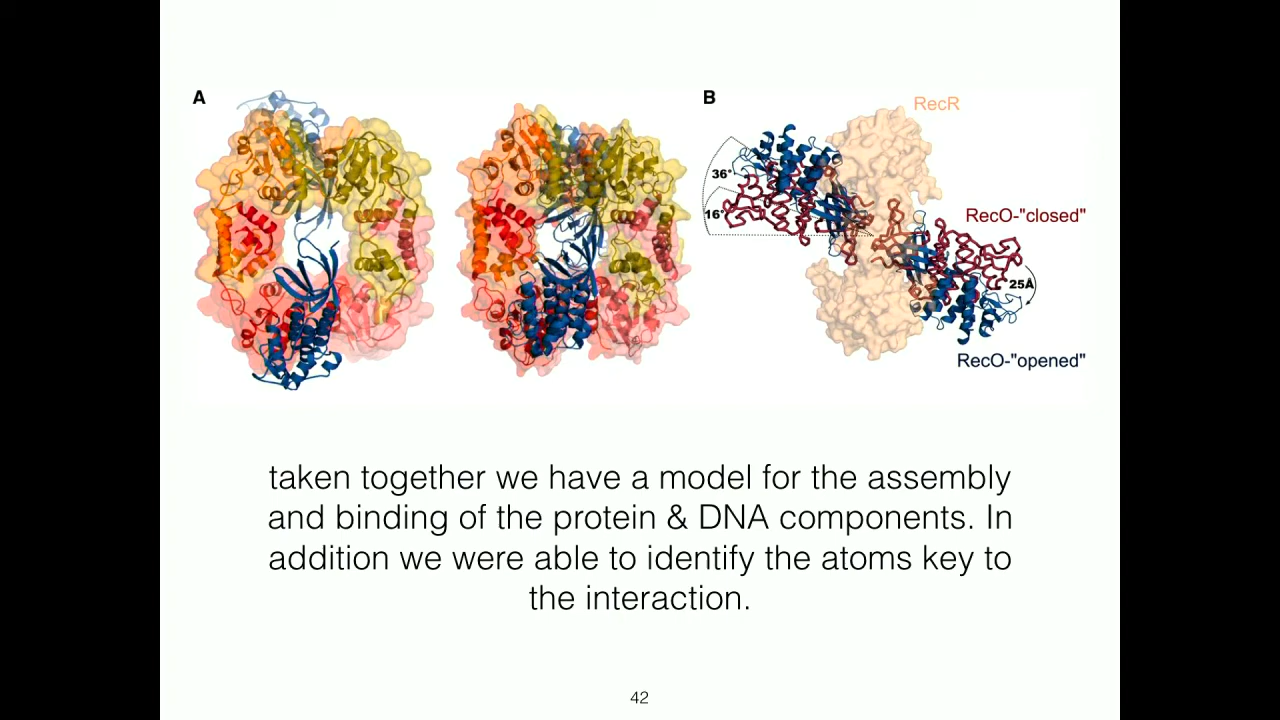 A
B
RecR
36°
16°
RecO-"closed"
25Å
RecO-"opened"
taken together we have a model for the assembly
and binding of the protein & DNA components. In
addition we were able to identify the atoms key to
the interaction.
42